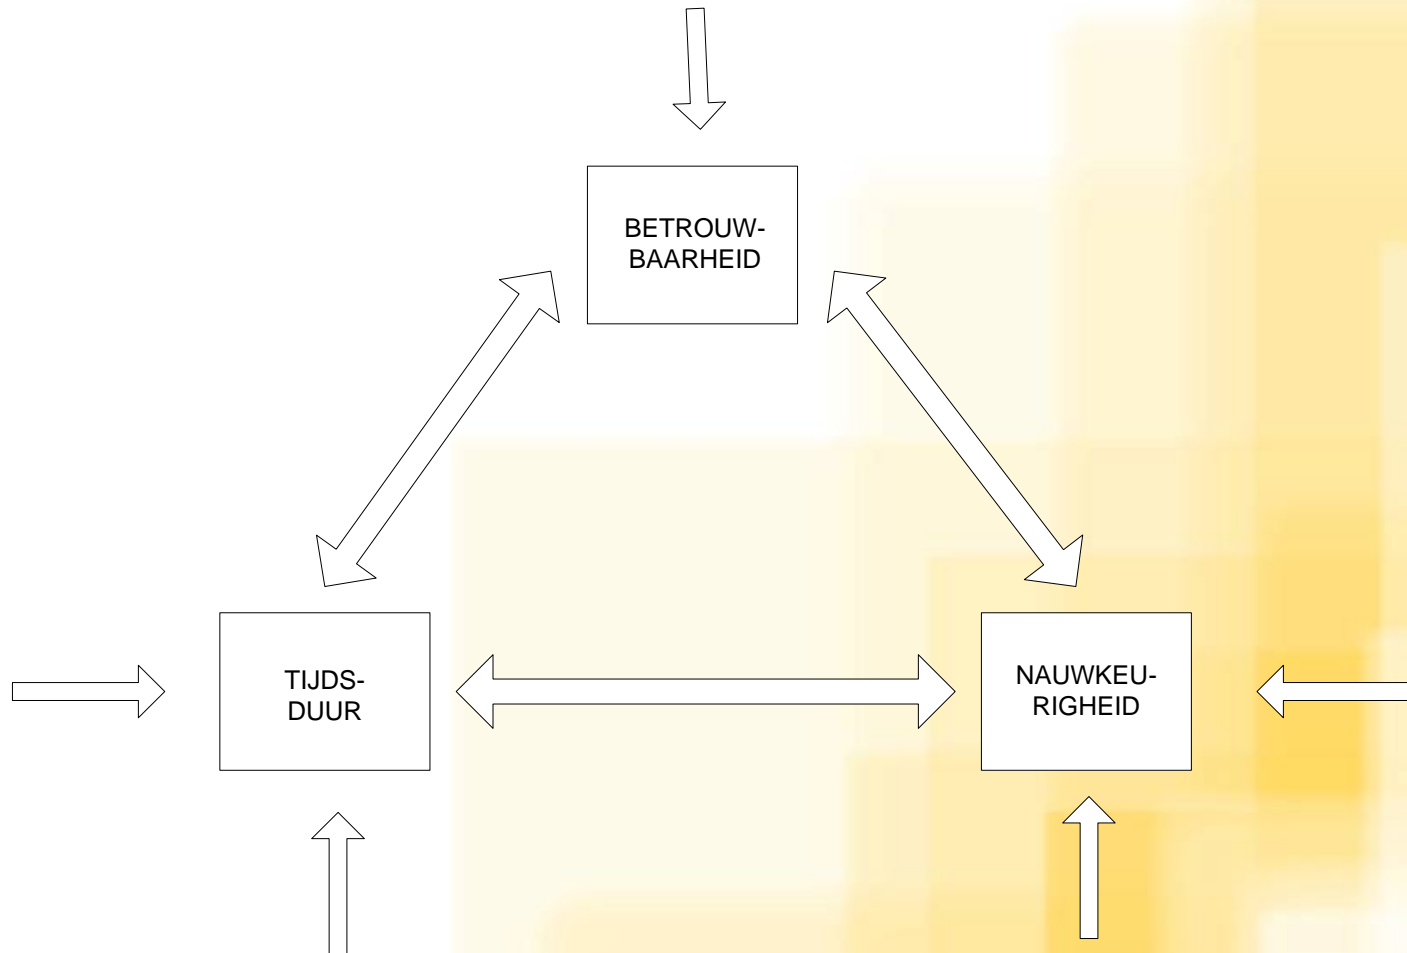 BETROUW-
BAARHEID
TIJDS-
DUUR
NAUWKEU-
RIGHEID